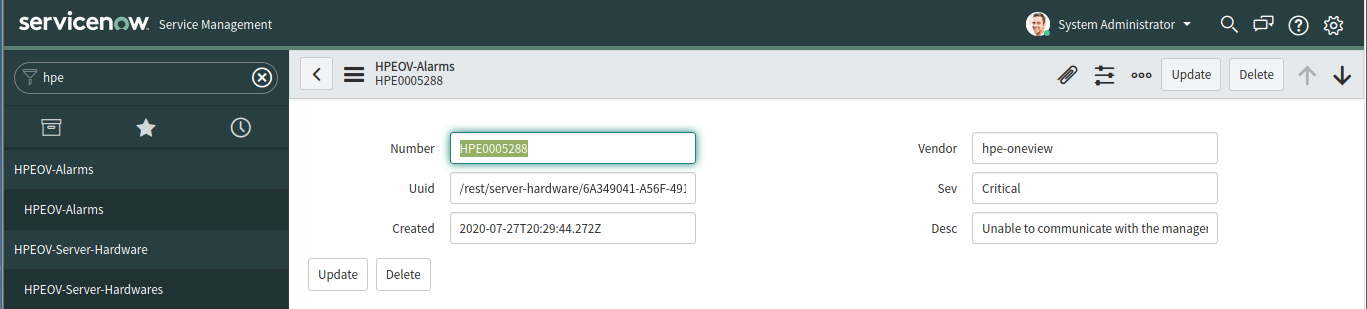 servicenow Service Management
System Administrator
hpe
HPEOV-Alarms
HPE0005288
Update
Delete
HPEOV-Alarms
HPEOV-Alarms
HPEOV-Server-Hardware
HPEOV-Server-Hardwares
Number HPE0005288
Vendor hpe-oneview
Uuid /rest/server-hardware/6A349041-A56F-491
Sev Critical
Created 2020-07-27T20:29:44.272Z
Desc Unable to communicate with the manager
Update
Delete